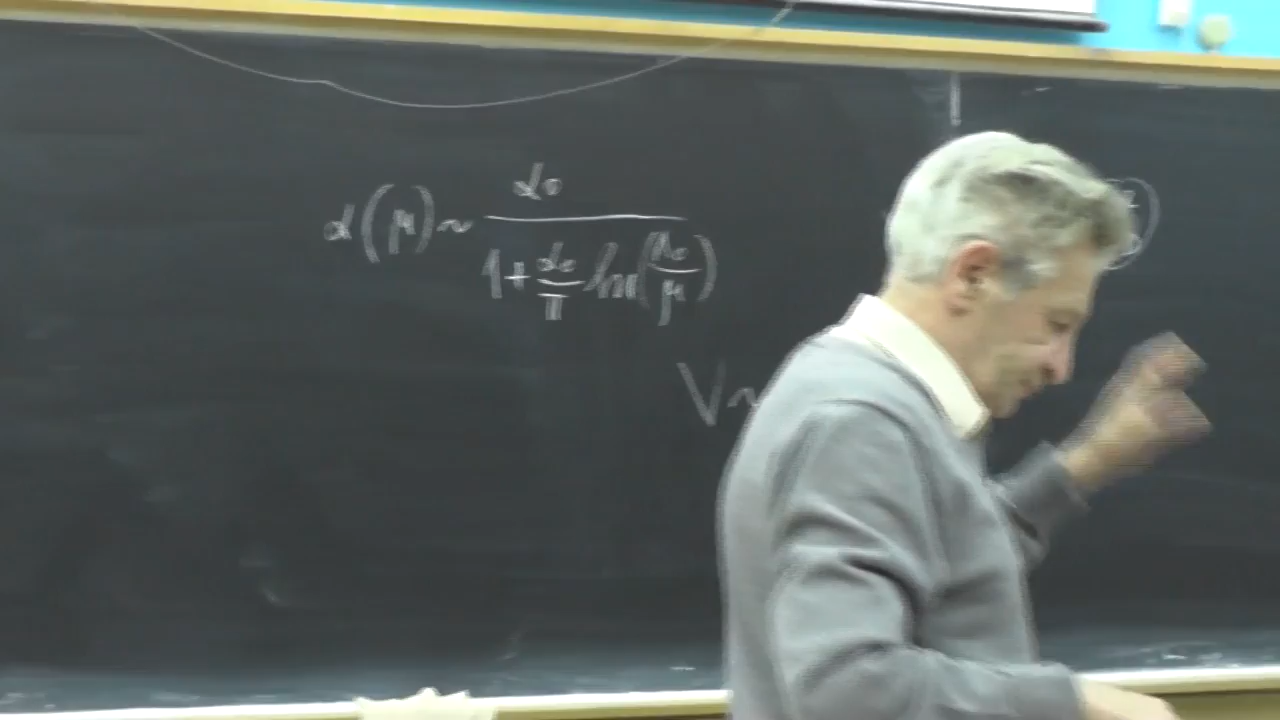 α(μ) ~ α₀ / (1 + α₀/π ln(Λ₀/μ))
V ~